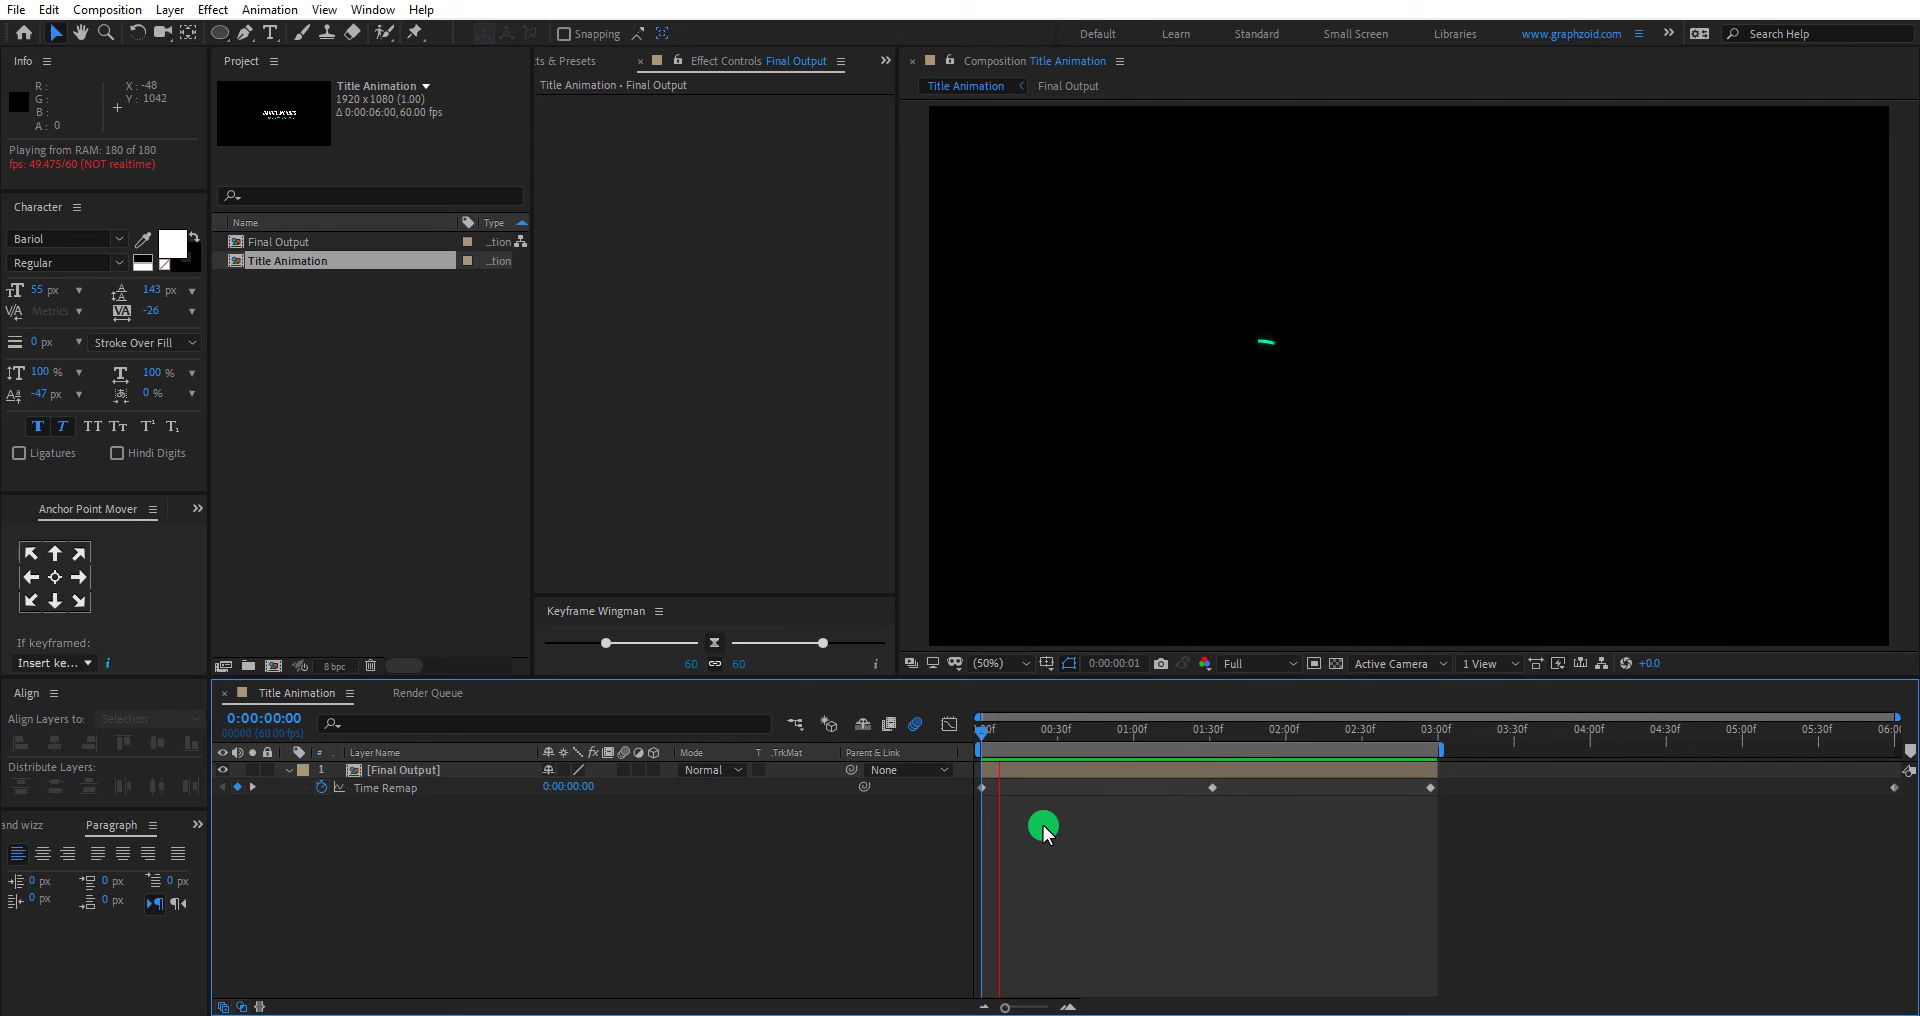 File Edit Composition Layer Effect Animation View Window Help
Snapping
Default Learn Standard Small Screen Libraries www.graphzoid.com Search Help
Info
R :
G :
B :
A : 0
X : -48
Y : 1042
Playing from RAM: 180 of 180
fps: 49.475/60 (NOT realtime)
Character
Bariol
Regular
55 px
143 px
Metrics
-26
0 px
Stroke Over Fill
100 %
100 %
-47 px
0 %
T T TT Tт T¹ T₁
Ligatures
Hindi Digits
Anchor Point Mover
If keyframed:
Insert ke...
Align
Align Layers to: Selection
Distribute Layers:
and wizz Paragraph
0 px 0 px 0 px
0 px 0 px
Project
Title Animation
1920 x 1080 (1.00)
Δ 0:00:06:00, 60.00 fps
Name Type
Final Output ...tion
Title Animation ...tion
8 bpc
ts & Presets
Effect Controls Final Output
Title Animation • Final Output
Keyframe Wingman
60 60
Composition Title Animation
Title Animation Final Output
(50%) 0:00:00:01 Full Active Camera 1 View +0.0
Title Animation Render Queue
0:00:00:00
00000 (60.00 fps)
# Layer Name fx Mode T .TrkMat Parent & Link
1 [Final Output] Normal None
Time Remap 0:00:00:00
:00f 00:30f 01:00f 01:30f 02:00f 02:30f 03:00f 03:30f 04:00f 04:30f 05:00f 05:30f 06:0